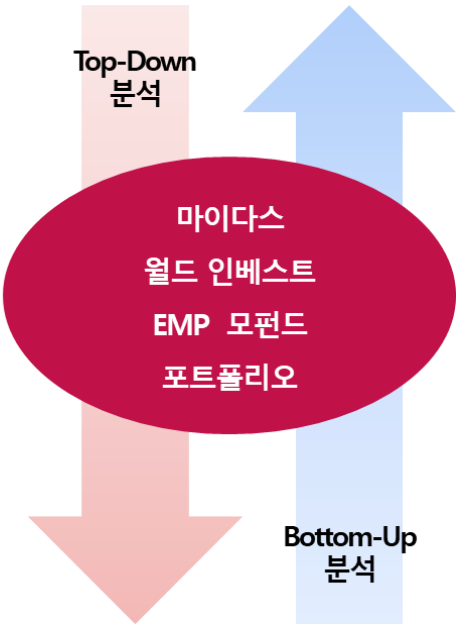 Top-Down
분석
마이다스
월드 인베스트
EMP 모펀드
포트폴리오
Bottom-Up
분석